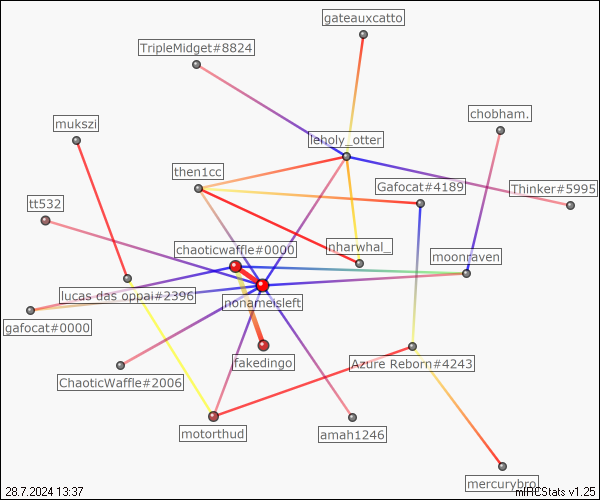 gateauxcatto
TripleMidget#8824
chobham.
mukszi
leholy_otter
then1cc
Gafocat#4189
Thinker#5995
tt532
chaoticwaffle#0000
nharwhal_
moonraven
lucas das oppai#2396
nonameisleft
gafocat#0000
fakedingo
Azure Reborn#4243
ChaoticWaffle#2006
motorthud
amah1246
mercurybro
28.7.2024 13:37
mIRCStats v1.25